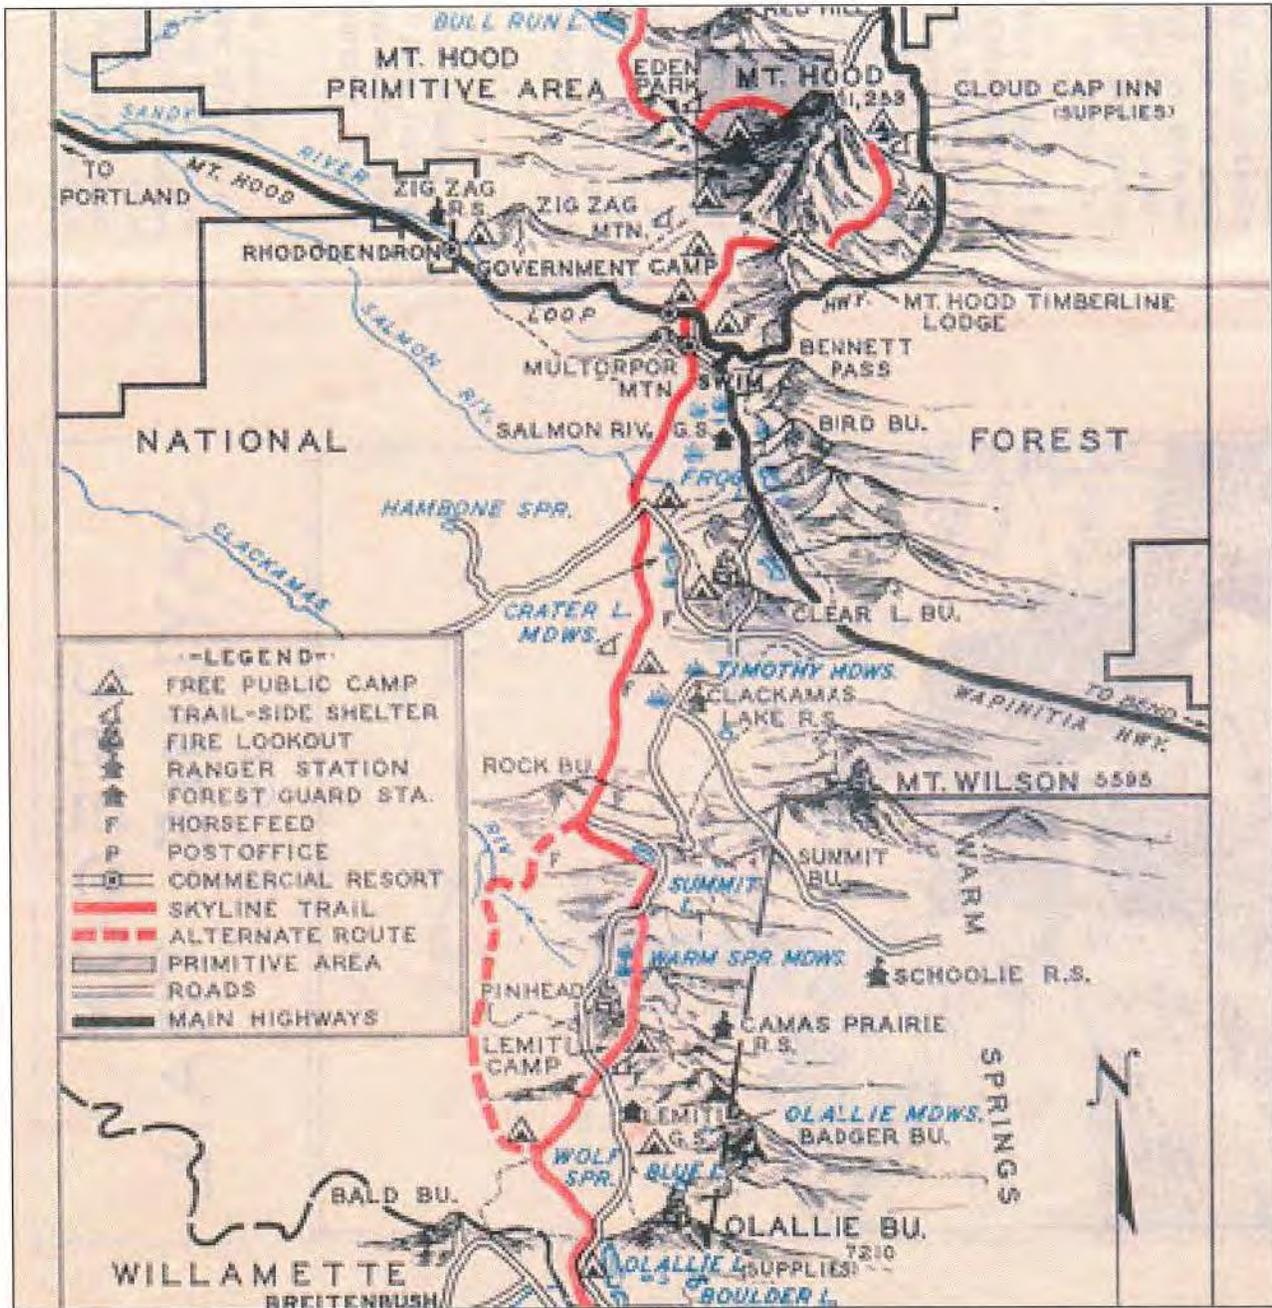 BULL RUN L.
RED HILL
MT. HOOD
PRIMITIVE AREA
EDEN
PARK
MT. HOOD
11,253
CLOUD CAP INN
(SUPPLIES)
SANDY
RIVER
TO
PORTLAND
MT. HOOD
ZIG ZAG
R.S.
ZIG ZAG
MTN.
RHODODENDRON
GOVERNMENT CAMP
LOOP
HWY.
MT. HOOD TIMBERLINE
LODGE
SALMON
RIV.
MULTORPOR
MTN
SWIM
BENNETT
PASS
F
NATIONAL
SALMON RIV. G.S.
BIRD BU.
FOREST
FROG
HAMBONE SPR.
CLACKAMAS
CRATER L.
MDWS.
F
CLEAR L. BU.
TIMOTHY MDWS.
CLACKAMAS
LAKE R.S.
WAPINITIA HWY.
TO BEND
-=LEGEND=-
FREE PUBLIC CAMP
TRAIL-SIDE SHELTER
FIRE LOOKOUT
RANGER STATION
FOREST GUARD STA.
F HORSEFEED
P POSTOFFICE
COMMERCIAL RESORT
SKYLINE TRAIL
ALTERNATE ROUTE
PRIMITIVE AREA
ROADS
MAIN HIGHWAYS
ROCK BU.
MT. WILSON 5595
RIV.
F
SUMMIT
L.
SUMMIT
BU.
WARM
SPRINGS
WARM SPR. MDWS
SCHOOLIE R.S.
PINHEAD
CAMAS PRAIRIE
R.S.
LEMITI
CAMP
F
N
LEMITI
G.S.
OLALLIE MDWS.
BADGER BU.
WOLF
SPR.
BLUE L.
BALD BU.
OLALLIE BU.
7210
WILLAMETTE
OLALLIE L.
(SUPPLIES)
BREITENBUSH
BOULDER L.